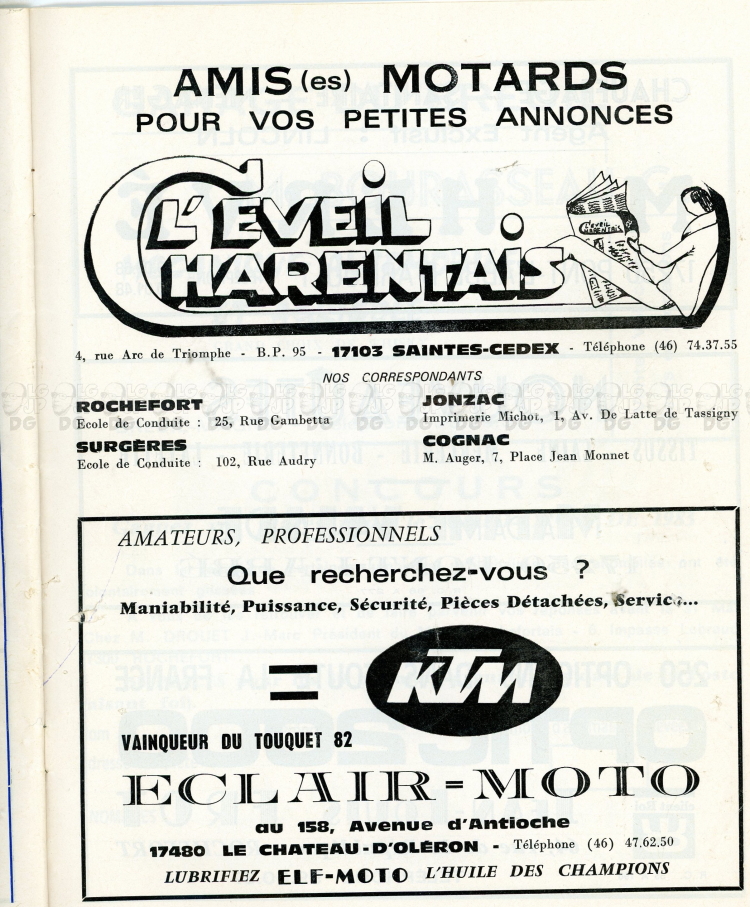 AMIS (es) MOTARDS
POUR VOS PETITES ANNONCES
L'ÉVEIL
CHARENTAIS
4, rue Arc de Triomphe - B.P. 95 - 17103 SAINTES-CEDEX - Téléphone (46) 74.37.55
NOS CORRESPONDANTS
ROCHEFORT
Ecole de Conduite : 25, Rue Gambetta
SURGÈRES
Ecole de Conduite : 102, Rue Audry
JONZAC
Imprimerie Michot, 1, Av. De Latte de Tassigny
COGNAC
M. Auger, 7, Place Jean Monnet
AMATEURS, PROFESSIONNELS
Que recherchez-vous ?
Maniabilité, Puissance, Sécurité, Pièces Détachées, Service...
= KTM
VAINQUEUR DU TOUQUET 82
ECLAIR=MOTO
au 158, Avenue d'Antioche
17480 LE CHATEAU-D'OLÉRON - Téléphone (46) 47.62.50
LUBRIFIEZ ELF-MOTO L'HUILE DES CHAMPIONS